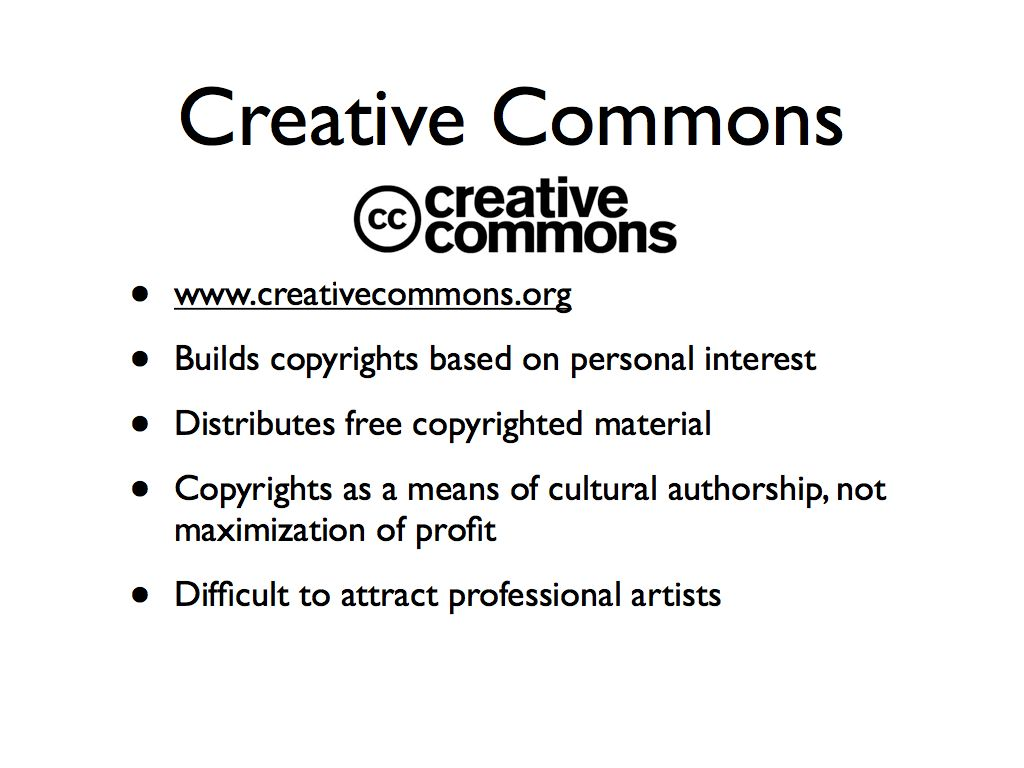 Creative Commons
cc creative
commons
• www.creativecommons.org
• Builds copyrights based on personal interest
• Distributes free copyrighted material
• Copyrights as a means of cultural authorship, not
maximization of profit
• Difficult to attract professional artists